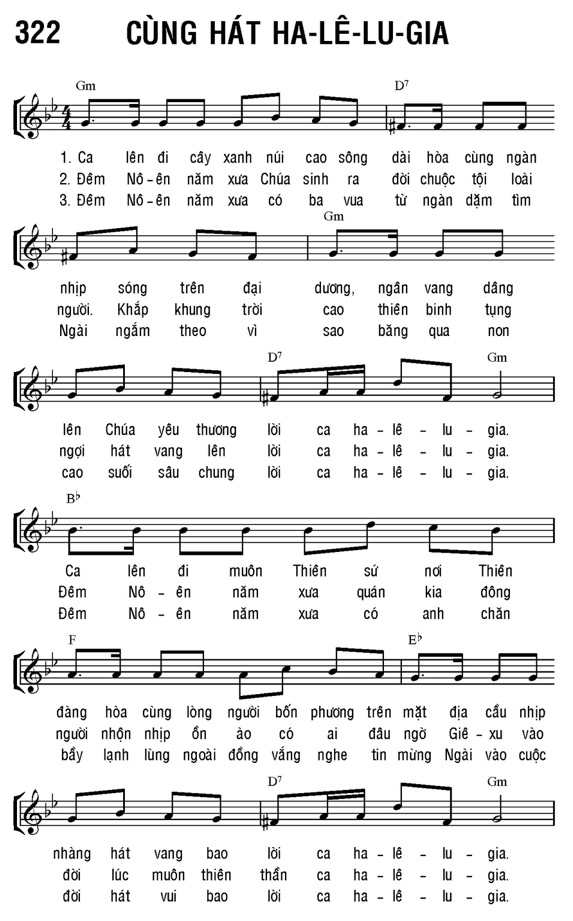 322 CÙNG HÁT HA-LÊ-LU-GIA
Gm D7
1. Ca lên đi cây xanh núi cao sông dài hòa cùng ngàn
2. Đêm Nô-ên năm xưa Chúa sinh ra đời chuộc tội loài
3. Đêm Nô-ên năm xưa có ba vua từ ngàn dặm tìm
Gm
nhịp sóng trên đại dương, ngân vang dâng
người. Khắp khung trời cao thiên binh tụng
Ngài ngắm theo vì sao băng qua non
D7 Gm
lên Chúa yêu thương lời ca ha-lê-lu-gia.
ngợi hát vang lên lời ca ha-lê-lu-gia.
cao suối sâu chung lời ca ha-lê-lu-gia.
B♭
Ca lên đi muôn Thiên sứ nơi Thiên
Đêm Nô-ên năm xưa quán kia đông
Đêm Nô-ên năm xưa có anh chăn
F E♭
đàng hòa cùng lòng người bốn phương trên mặt địa cầu nhịp
người nhộn nhịp ồn ào có ai đâu ngờ Giêxu vào
bầy lạnh lùng ngoài đồng vắng nghe tin mừng Ngài vào cuộc
D7 Gm
nhàng hát vang bao lời ca ha-lê-lu-gia.
đời lúc muôn thiên thần ca ha-lê-lu-gia.
đời hát vui bao lời ca ha-lê-lu-gia.